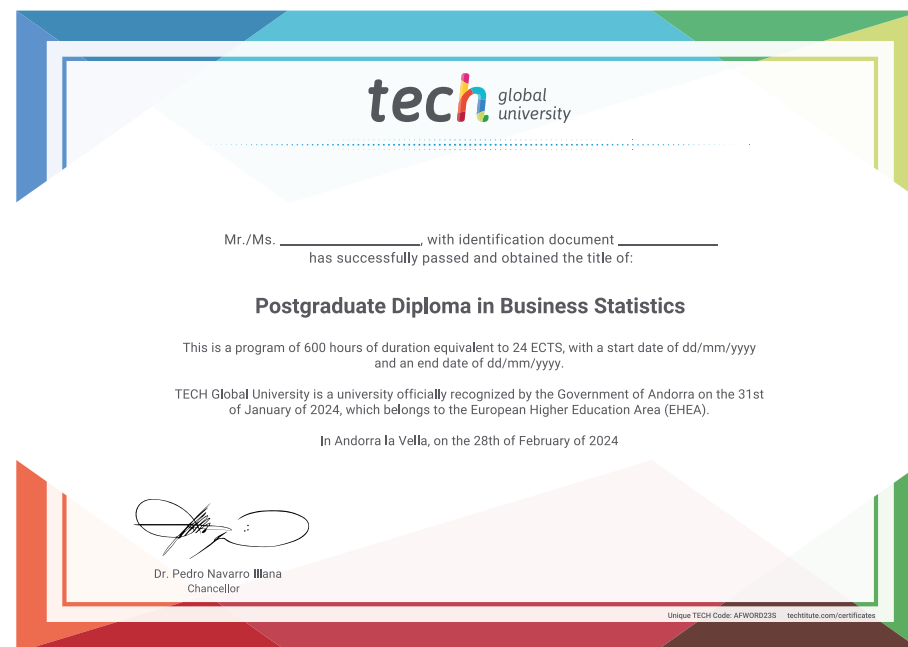 tech global
university
Mr./Ms. ____________, with identification document ____________
has successfully passed and obtained the title of:
Postgraduate Diploma in Business Statistics
This is a program of 600 hours of duration equivalent to 24 ECTS, with a start date of dd/mm/yyyy
and an end date of dd/mm/yyyy.
TECH Global University is a university officially recognized by the Government of Andorra on the 31st
of January of 2024, which belongs to the European Higher Education Area (EHEA).
In Andorra la Vella, on the 28th of February of 2024
Dr. Pedro Navarro Illana
Chancellor
Unique TECH Code: AFWORD23S techtitute.com/certificates